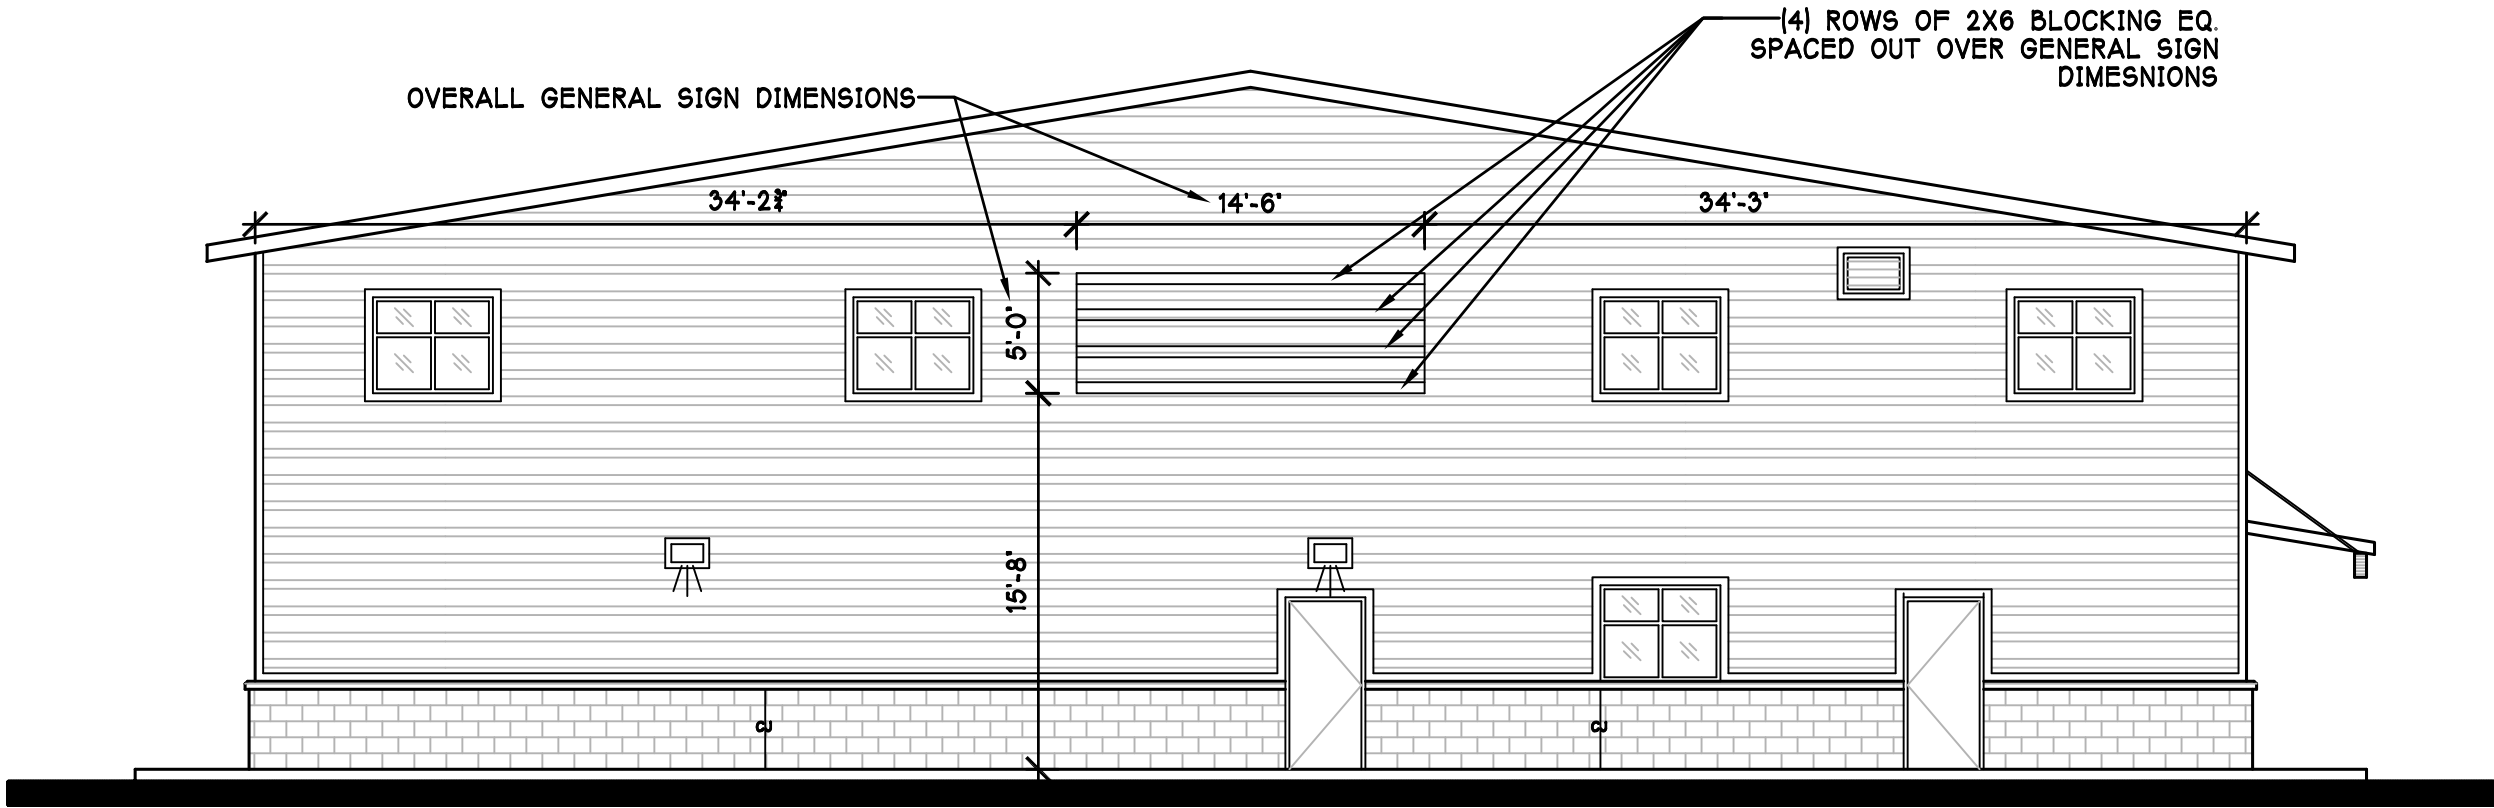 (4) ROWS OF 2X6 BLOCKING EQ.
SPACED OUT OVER GENERAL SIGN
DIMESNIONS
OVERALL GENERAL SIGN DIMENSIONS
34'-2¾"
14'-6"
34'-3"
5'-0"
15'-8"
CJ
CJ